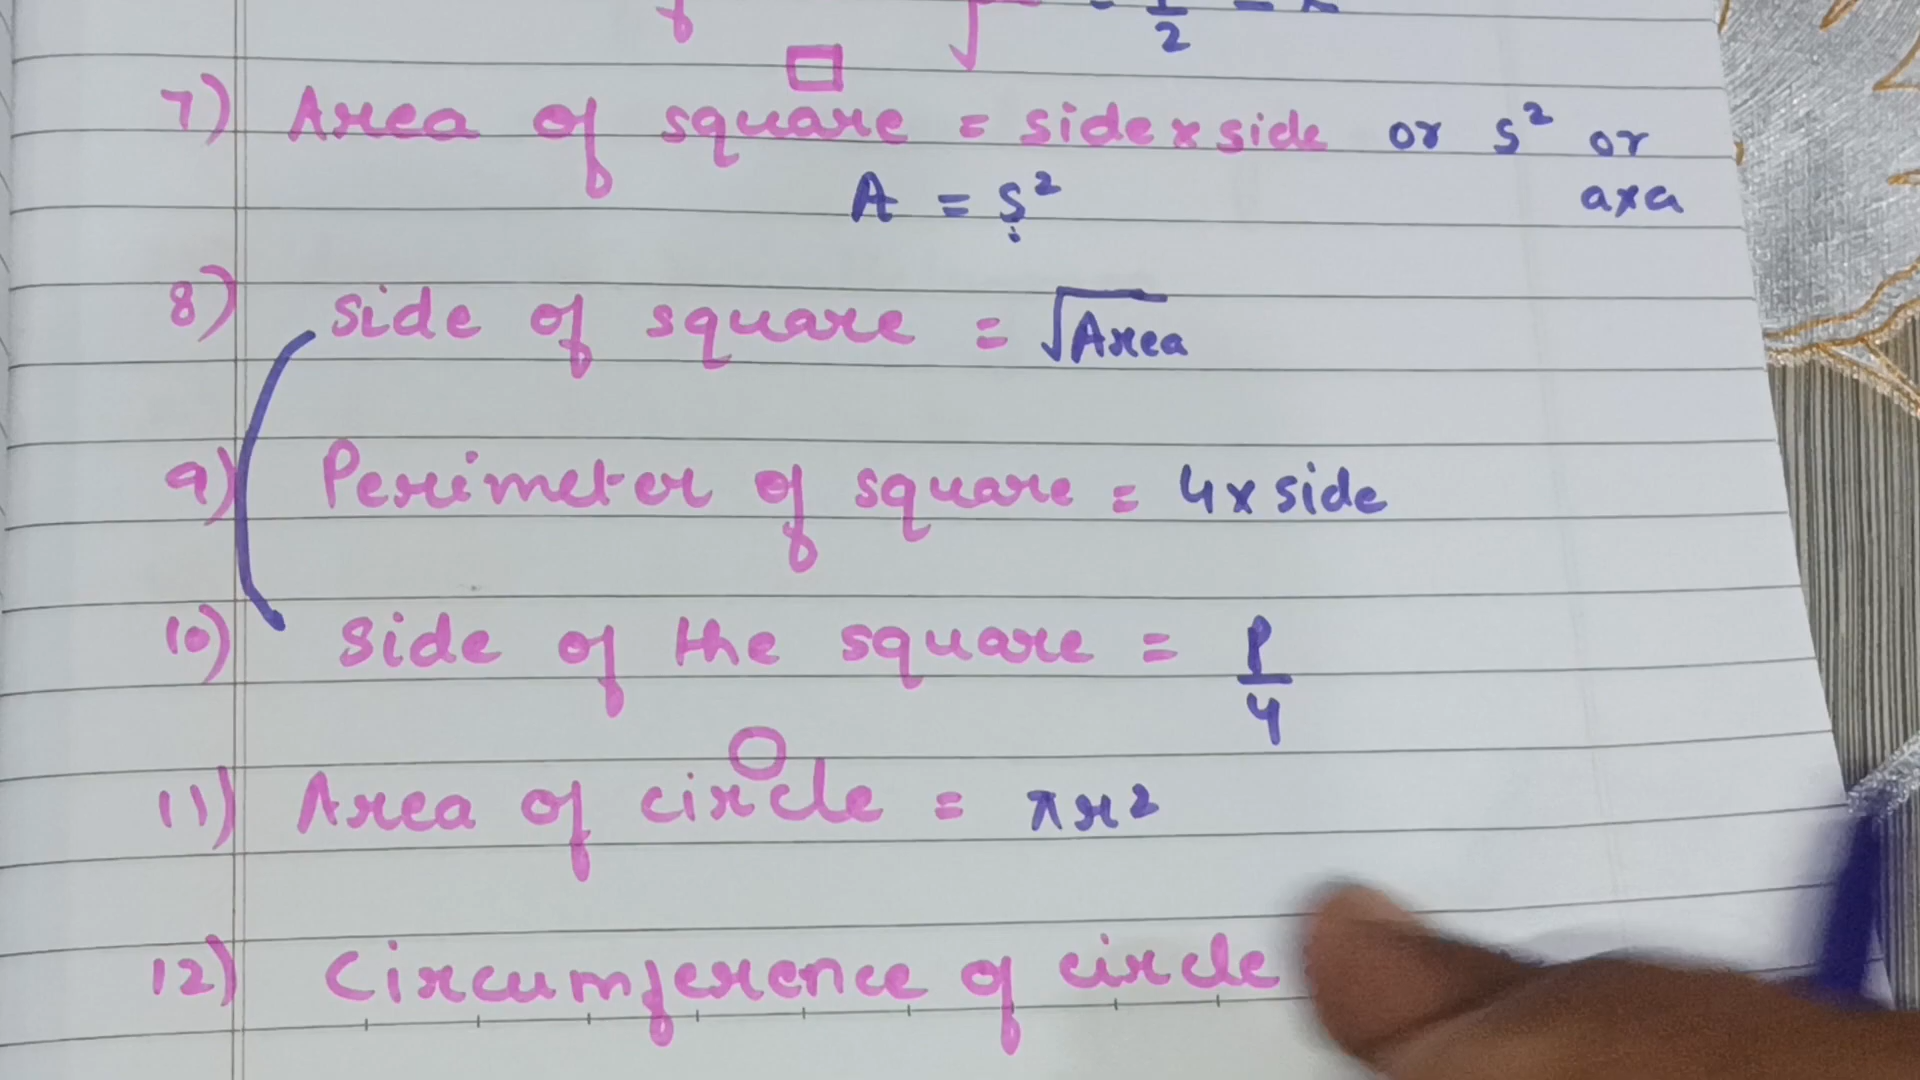 2
7) Area of square = side x side or s² or
A = s² axa
8) side of square = √Area
9) Perimeter of square = 4 x side
10) Side of the square = P/4
11) Area of circle = πr²
12) Circumference of circle